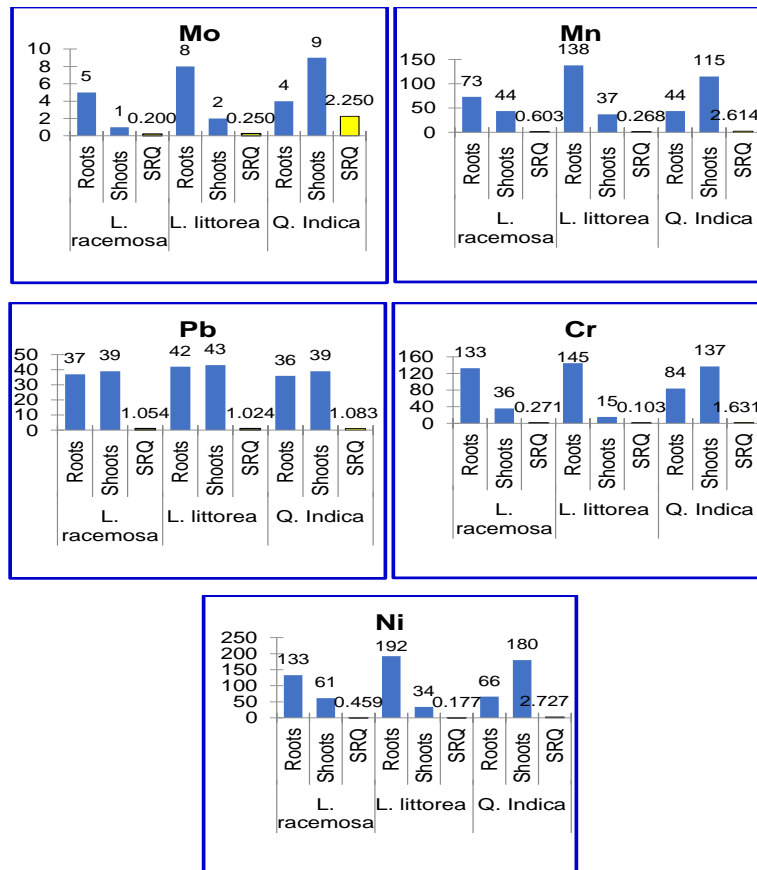 Mo
10
8
6
4
2
0
5
1
0.200
8
2
0.250
4
9
2.250
Roots
Shoots
SRQ
Roots
Shoots
SRQ
Roots
Shoots
SRQ
L.
racemosa
L. littorea
Q. Indica
Mn
150
100
50
0
73
44
0.603
138
37
0.268
44
115
2.614
Roots
Shoots
SRQ
Roots
Shoots
SRQ
Roots
Shoots
SRQ
L.
racemosa
L. littorea
Q. Indica
Pb
50
40
30
20
10
0
37
39
1.054
42
43
1.024
36
39
1.083
Roots
Shoots
SRQ
Roots
Shoots
SRQ
Roots
Shoots
SRQ
L.
racemosa
L. littorea
Q. Indica
Cr
160
120
80
40
0
133
36
0.271
145
15
0.103
84
137
1.631
Roots
Shoots
SRQ
Roots
Shoots
SRQ
Roots
Shoots
SRQ
L.
racemosa
L. littorea
Q. Indica
Ni
250
200
150
100
50
0
133
61
0.459
192
34
0.177
66
180
2.727
Roots
Shoots
SRQ
Roots
Shoots
SRQ
Roots
Shoots
SRQ
L.
racemosa
L. littorea
Q. Indica